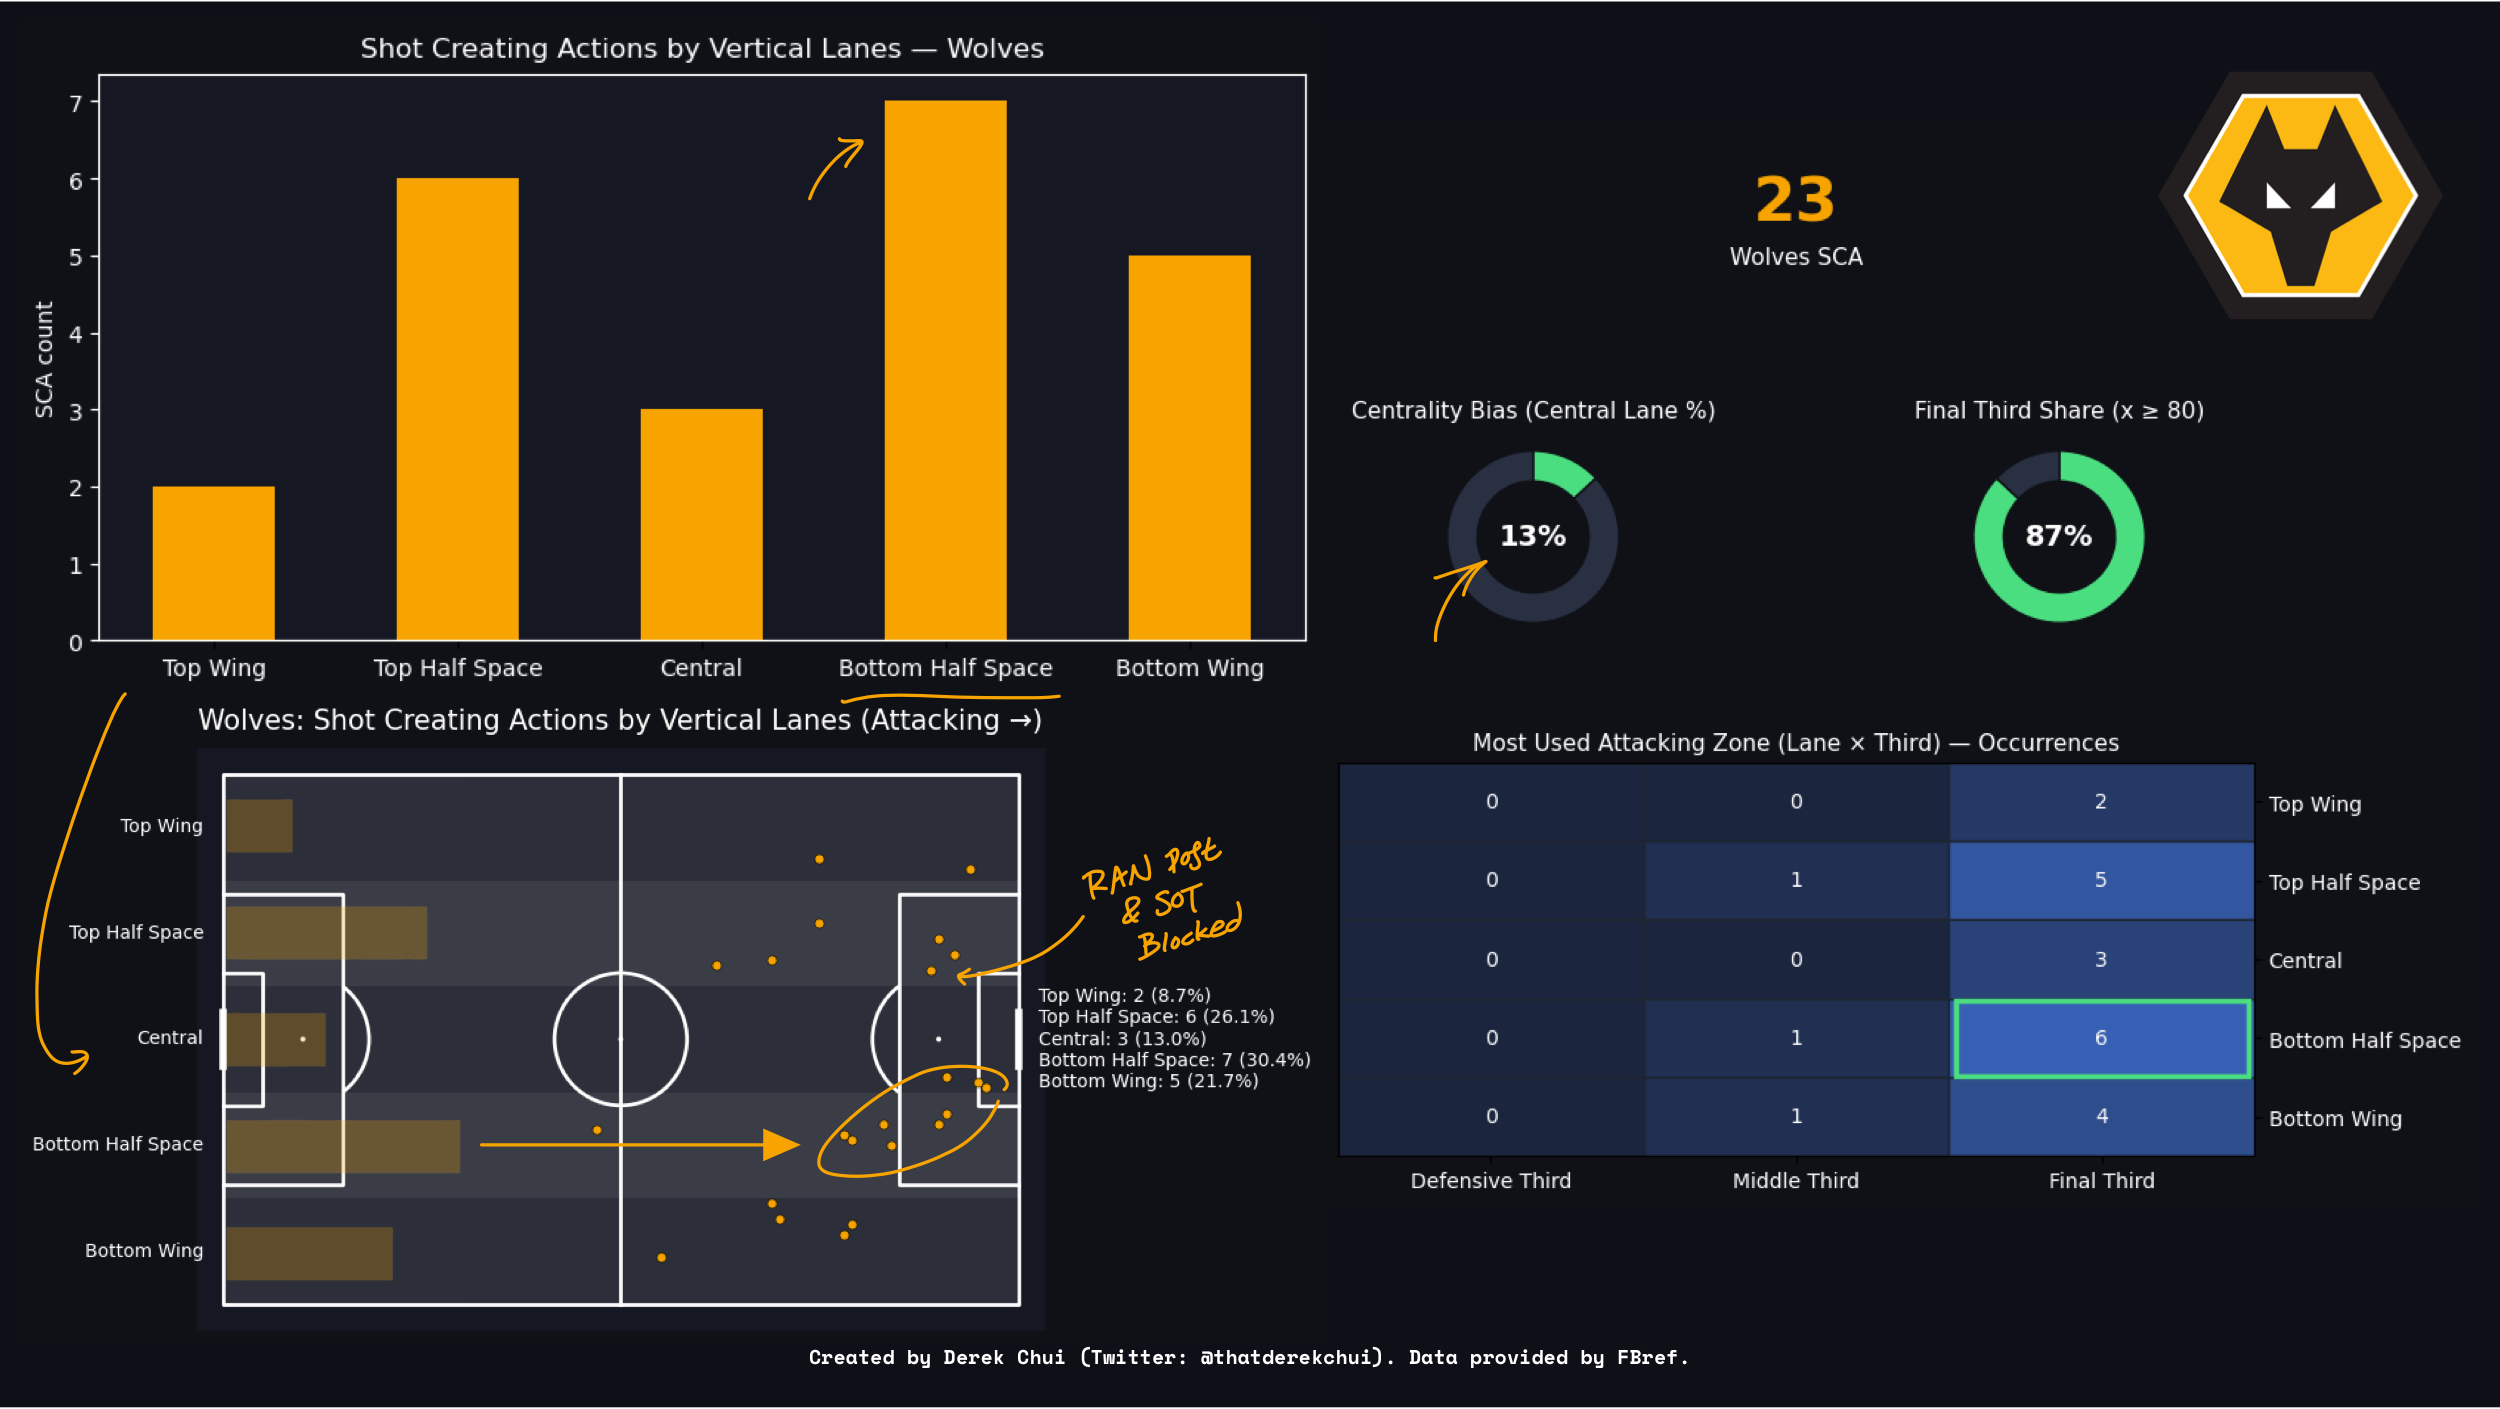 Shot Creating Actions by Vertical Lanes — Wolves
7
6
5
4
3
2
1
0
SCA count
Top Wing
Top Half Space
Central
Bottom Half Space
Bottom Wing
23
Wolves SCA
Centrality Bias (Central Lane %)
13%
Final Third Share (x ≥ 80)
87%
Wolves: Shot Creating Actions by Vertical Lanes (Attacking →)
Top Wing
Top Half Space
Central
Bottom Half Space
Bottom Wing
RAN Post
& SoT
Blocked
Top Wing: 2 (8.7%)
Top Half Space: 6 (26.1%)
Central: 3 (13.0%)
Bottom Half Space: 7 (30.4%)
Bottom Wing: 5 (21.7%)
Most Used Attacking Zone (Lane × Third) — Occurrences
0 0 2 Top Wing
0 1 5 Top Half Space
0 0 3 Central
0 1 6 Bottom Half Space
0 1 4 Bottom Wing
Defensive Third Middle Third Final Third
Created by Derek Chui (Twitter: @thatderekchui). Data provided by FBref.